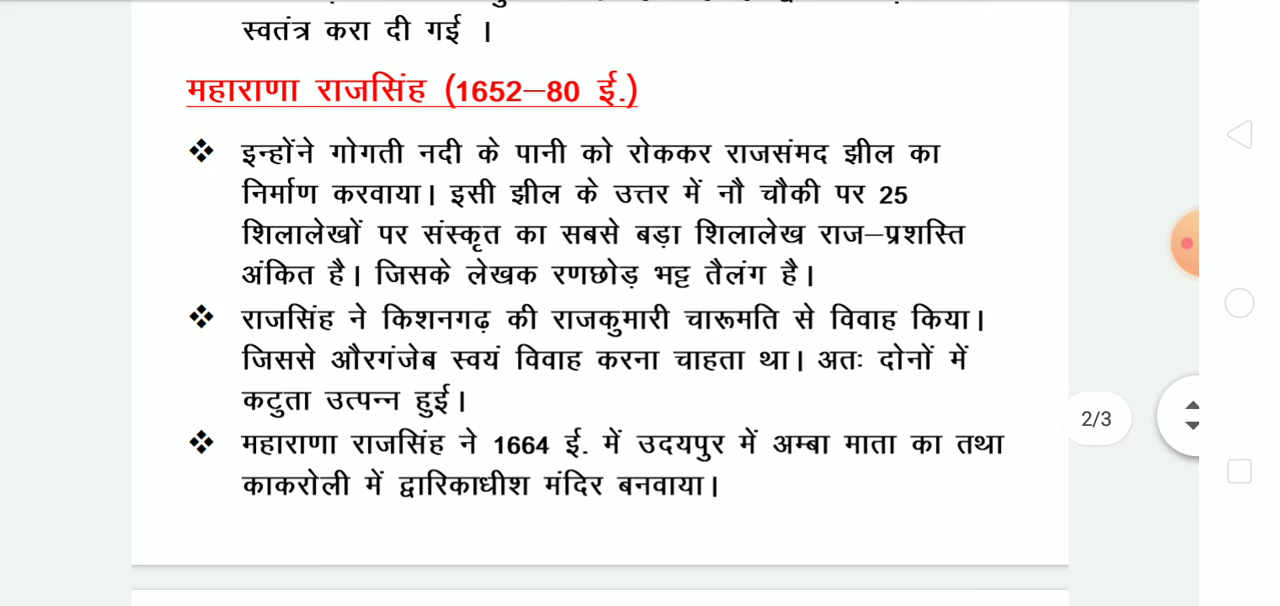 स्वतंत्र करा दी गई ।
महाराणा राजसिंह (1652–80 ई.)
❖ इन्होंने गोगती नदी के पानी को रोककर राजसंमद झील का
निर्माण करवाया। इसी झील के उत्तर में नौ चौकी पर 25
शिलालेखों पर संस्कृत का सबसे बड़ा शिलालेख राज–प्रशस्ति
अंकित है। जिसके लेखक रणछोड़ भट्ट तैलंग है।
❖ राजसिंह ने किशनगढ़ की राजकुमारी चारूमति से विवाह किया।
जिससे औरगंजेब स्वयं विवाह करना चाहता था। अतः दोनों में
कटुता उत्पन्न हुई।
❖ महाराणा राजसिंह ने 1664 ई. में उदयपुर में अम्बा माता का तथा
काकरोली में द्वारिकाधीश मंदिर बनवाया।
2/3